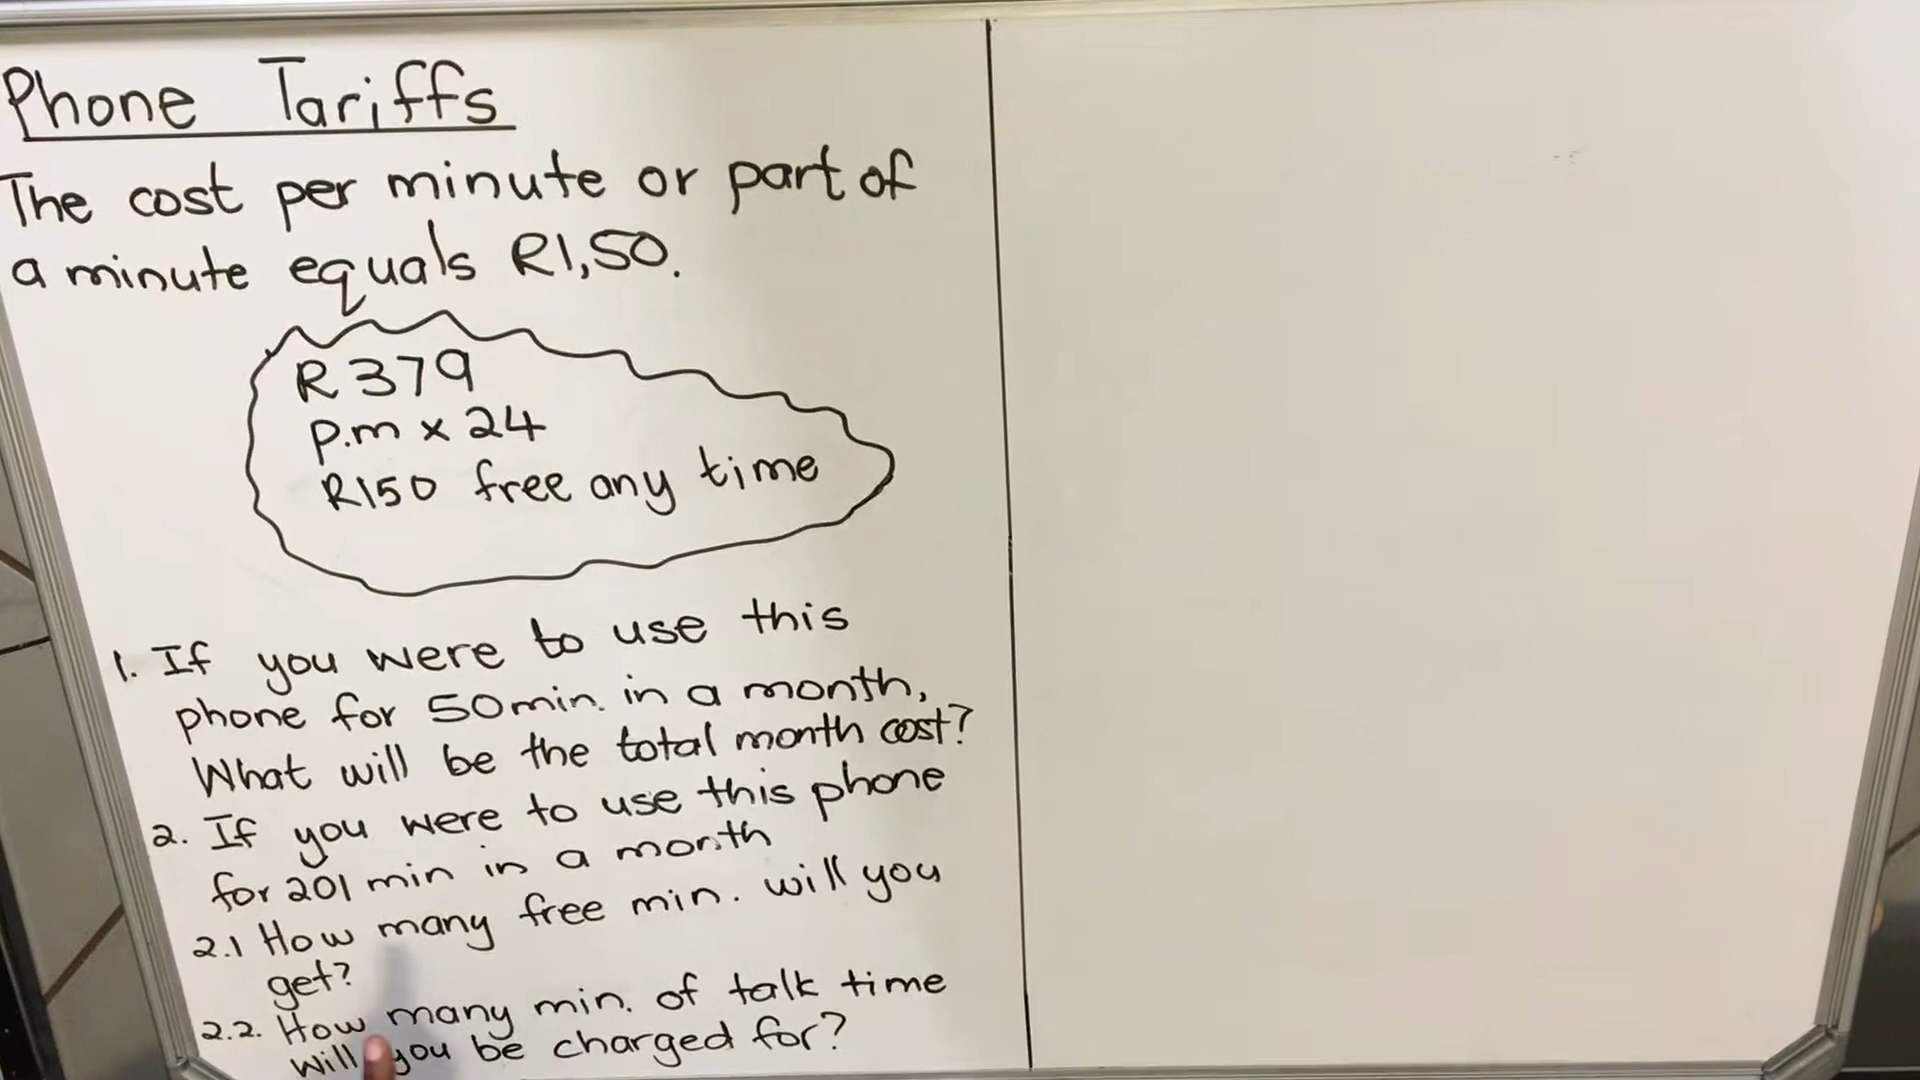 Phone Tariffs
The cost per minute or part of
a minute equals R1,50.
R379
p.m x 24
R150 free any time
1. If you were to use this
phone for 50min. in a month,
What will be the total month cost?
2. If you were to use this phone
for 201 min in a month
2.1 How many free min. will you
get?
2.2. How many min. of talk time
will you be charged for?